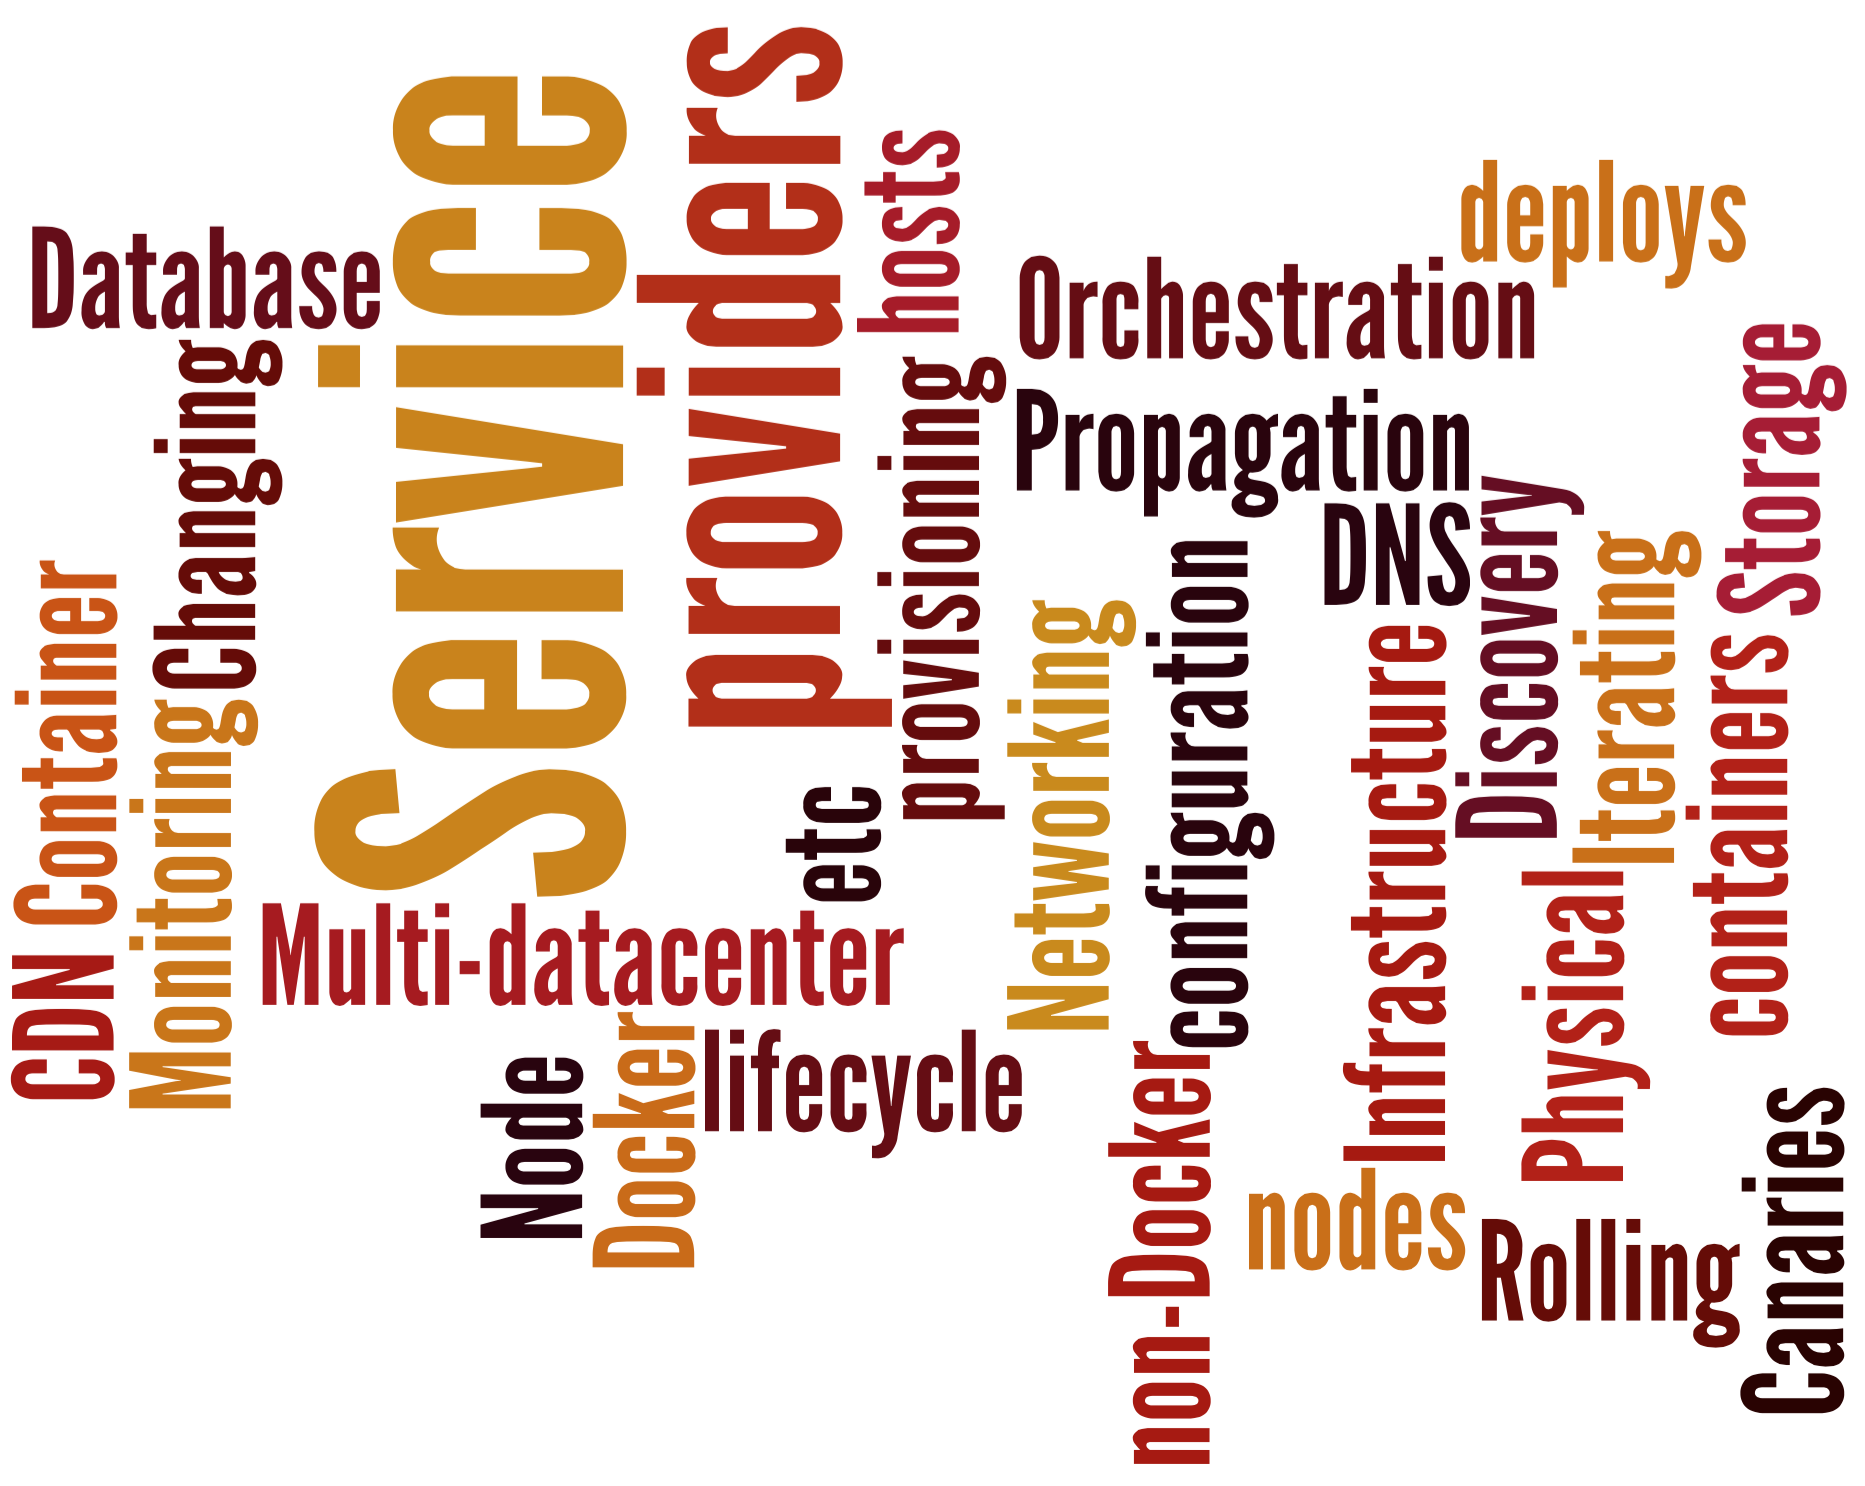 Service
providers
hosts
deploys
Database
Orchestration
Changing
provisioning
Propagation
Storage
DNS
Discovery
Container
Monitoring
Networking
configuration
Infrastructure
Iterating
containers
etc
CDN
Multi-datacenter
Physical
Node
Docker
lifecycle
non-Docker
nodes
Rolling
Canaries